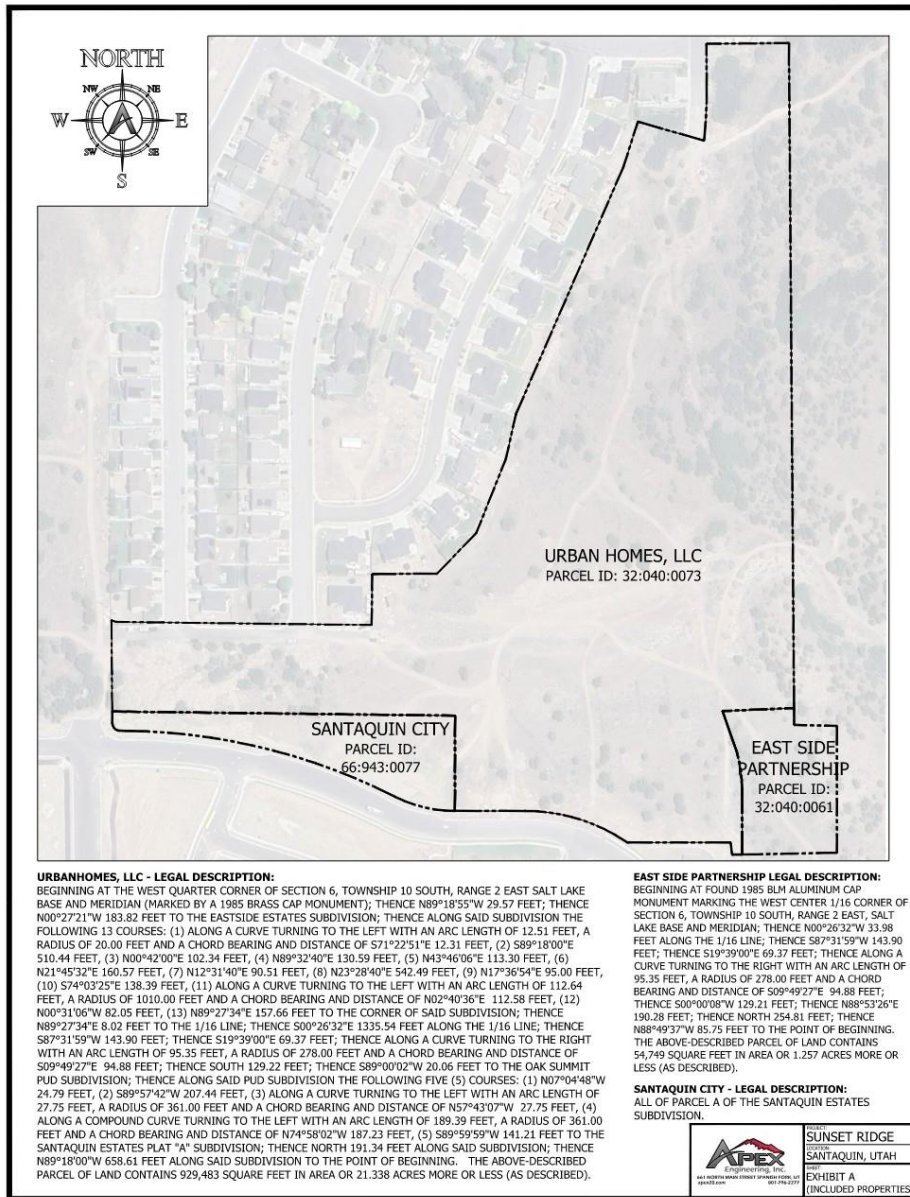 NORTH
NW
NE
W
E
SW
SE
S
URBAN HOMES, LLC
PARCEL ID: 32:040:0073
SANTAQUIN CITY
PARCEL ID:
66:943:0077
EAST SIDE
PARTNERSHIP
PARCEL ID:
32:040:0061
URBANHOMES, LLC - LEGAL DESCRIPTION:
BEGINNING AT THE WEST QUARTER CORNER OF SECTION 6, TOWNSHIP 10 SOUTH, RANGE 2 EAST SALT LAKE
BASE AND MERIDIAN (MARKED BY A 1985 BRASS CAP MONUMENT); THENCE N89°18'55"W 29.57 FEET; THENCE
N00°27'21"W 183.82 FEET TO THE EASTSIDE ESTATES SUBDIVISION; THENCE ALONG SAID SUBDIVISION THE
FOLLOWING 13 COURSES: (1) ALONG A CURVE TURNING TO THE LEFT WITH AN ARC LENGTH OF 12.51 FEET, A
RADIUS OF 20.00 FEET AND A CHORD BEARING AND DISTANCE OF S71°22'51"E 12.31 FEET, (2) S89°18'00"E
510.44 FEET, (3) N00°42'00"E 102.34 FEET, (4) N89°32'40"E 130.59 FEET, (5) N43°46'06"E 113.30 FEET, (6)
N21°45'32"E 160.57 FEET, (7) N12°31'40"E 90.51 FEET, (8) N23°28'40"E 542.49 FEET, (9) N17°36'54"E 95.00 FEET,
(10) S74°03'25"E 138.39 FEET, (11) ALONG A CURVE TURNING TO THE LEFT WITH AN ARC LENGTH OF 112.64
FEET, A RADIUS OF 1010.00 FEET AND A CHORD BEARING AND DISTANCE OF N02°40'36"E 112.58 FEET, (12)
N00°31'06"W 82.05 FEET, (13) N89°27'34"E 157.66 FEET TO THE CORNER OF SAID SUBDIVISION; THENCE
N89°27'34"E 8.02 FEET TO THE 1/16 LINE; THENCE S00°26'32"E 1335.54 FEET ALONG THE 1/16 LINE; THENCE
S87°31'59"W 143.90 FEET; THENCE S19°39'00"E 69.37 FEET; THENCE ALONG A CURVE TURNING TO THE RIGHT
WITH AN ARC LENGTH OF 95.35 FEET, A RADIUS OF 278.00 FEET AND A CHORD BEARING AND DISTANCE OF
S09°49'27"E 94.88 FEET; THENCE SOUTH 129.22 FEET; THENCE S89°00'02"W 20.06 FEET TO THE OAK SUMMIT
PUD SUBDIVISION; THENCE ALONG SAID PUD SUBDIVISION THE FOLLOWING FIVE (5) COURSES: (1) N07°04'48"W
24.79 FEET, (2) S89°57'42"W 207.44 FEET, (3) ALONG A CURVE TURNING TO THE LEFT WITH AN ARC LENGTH OF
27.75 FEET, A RADIUS OF 361.00 FEET AND A CHORD BEARING AND DISTANCE OF N57°43'07"W 27.75 FEET, (4)
ALONG A COMPOUND CURVE TURNING TO THE LEFT WITH AN ARC LENGTH OF 189.39 FEET, A RADIUS OF 361.00
FEET AND A CHORD BEARING AND DISTANCE OF N74°58'02"W 187.23 FEET, (5) S89°59'59"W 141.21 FEET TO THE
SANTAQUIN ESTATES PLAT "A" SUBDIVISION; THENCE NORTH 191.34 FEET ALONG SAID SUBDIVISION; THENCE
N89°18'00"W 658.61 FEET ALONG SAID SUBDIVISION TO THE POINT OF BEGINNING. THE ABOVE-DESCRIBED
PARCEL OF LAND CONTAINS 929,483 SQUARE FEET IN AREA OR 21.338 ACRES MORE OR LESS (AS DESCRIBED).
EAST SIDE PARTNERSHIP LEGAL DESCRIPTION:
BEGINNING AT FOUND 1985 BLM ALUMINUM CAP
MONUMENT MARKING THE WEST CENTER 1/16 CORNER OF
SECTION 6, TOWNSHIP 10 SOUTH, RANGE 2 EAST, SALT
LAKE BASE AND MERIDIAN; THENCE N00°26'32"W 33.98
FEET ALONG THE 1/16 LINE; THENCE S87°31'59"W 143.90
FEET; THENCE S19°39'00"E 69.37 FEET; THENCE ALONG A
CURVE TURNING TO THE RIGHT WITH AN ARC LENGTH OF
95.35 FEET, A RADIUS OF 278.00 FEET AND A CHORD
BEARING AND DISTANCE OF S09°49'27"E 94.88 FEET;
THENCE S00°00'08"W 129.21 FEET; THENCE N88°53'26"E
190.28 FEET; THENCE NORTH 254.81 FEET; THENCE
N88°49'37"W 85.75 FEET TO THE POINT OF BEGINNING.
THE ABOVE-DESCRIBED PARCEL OF LAND CONTAINS
54,749 SQUARE FEET IN AREA OR 1.257 ACRES MORE OR
LESS (AS DESCRIBED).
SANTAQUIN CITY - LEGAL DESCRIPTION:
ALL OF PARCEL A OF THE SANTAQUIN ESTATES
SUBDIVISION.
APEX
Engineering, Inc.
661 NORTH MAIN STREET SPANISH FORK, UT
PROJECT:
SUNSET RIDGE
LOCATION:
SANTAQUIN, UTAH
SHEET:
EXHIBIT A
(INCLUDED PROPERTIES